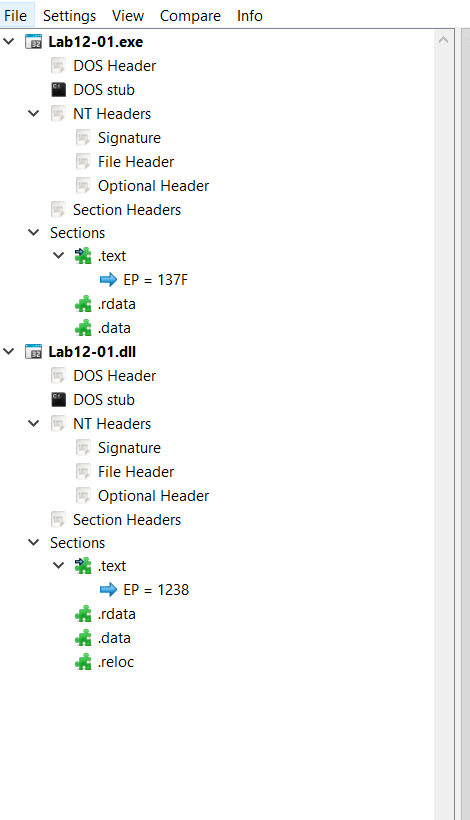 File Settings View Compare Info
Lab12-01.exe
DOS Header
DOS stub
NT Headers
Signature
File Header
Optional Header
Section Headers
Sections
.text
EP = 137F
.rdata
.data
Lab12-01.dll
DOS Header
DOS stub
NT Headers
Signature
File Header
Optional Header
Section Headers
Sections
.text
EP = 1238
.rdata
.data
.reloc